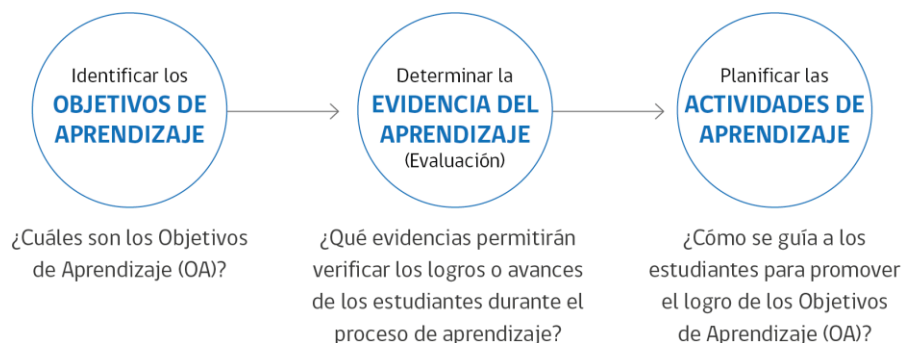 Identificar los
OBJETIVOS DE
APRENDIZAJE
Determinar la
EVIDENCIA DEL
APRENDIZAJE
(Evaluación)
Planificar las
ACTIVIDADES DE
APRENDIZAJE
¿Cuáles son los Objetivos
de Aprendizaje (OA)?
¿Qué evidencias permitirán
verificar los logros o avances
de los estudiantes durante el
proceso de aprendizaje?
¿Cómo se guía a los
estudiantes para promover
el logro de los Objetivos
de Aprendizaje (OA)?